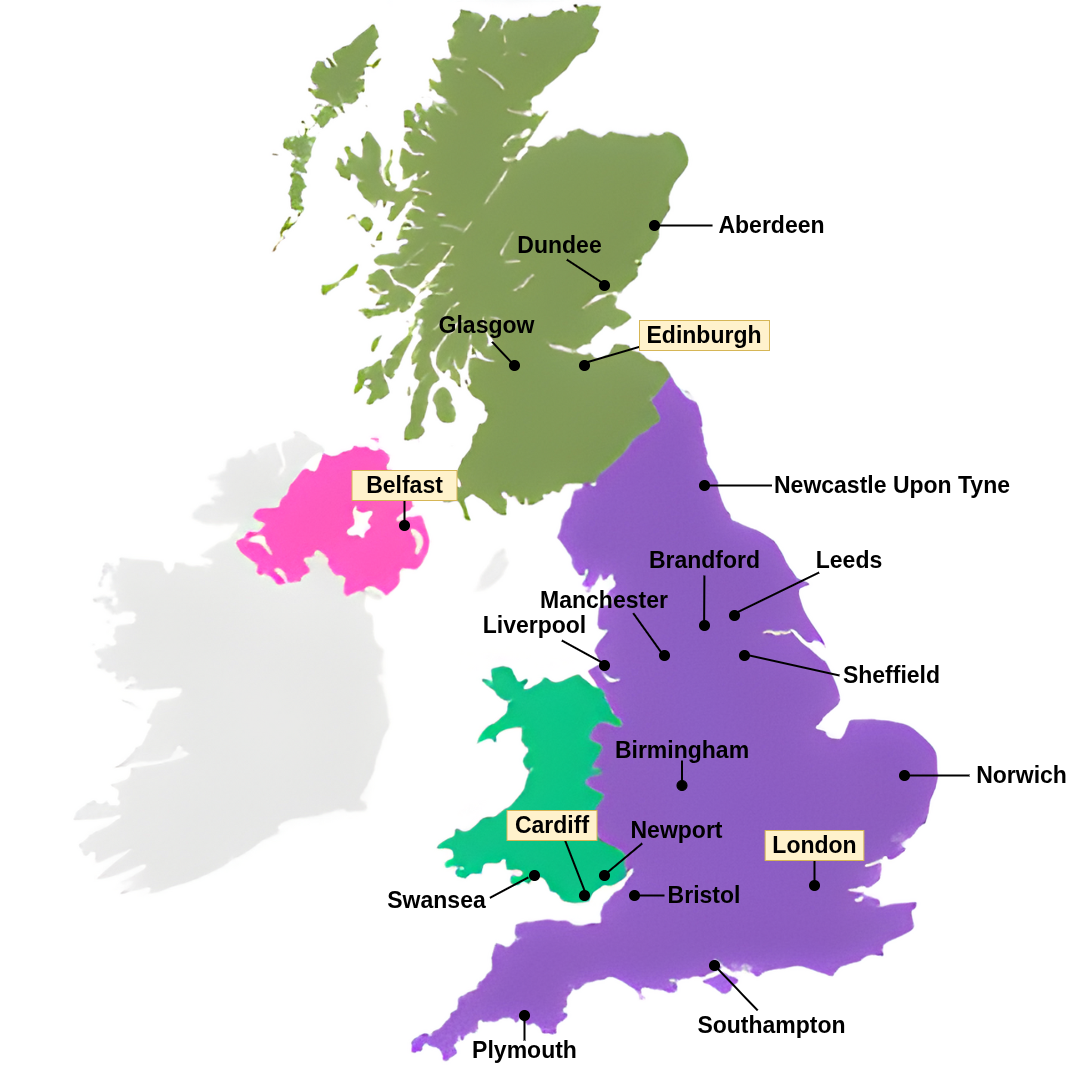 Aberdeen
Dundee
Glasgow
Edinburgh
Belfast
Newcastle Upon Tyne
Brandford
Leeds
Manchester
Liverpool
Sheffield
Birmingham
Norwich
Cardiff
Newport
London
Swansea
Bristol
Southampton
Plymouth